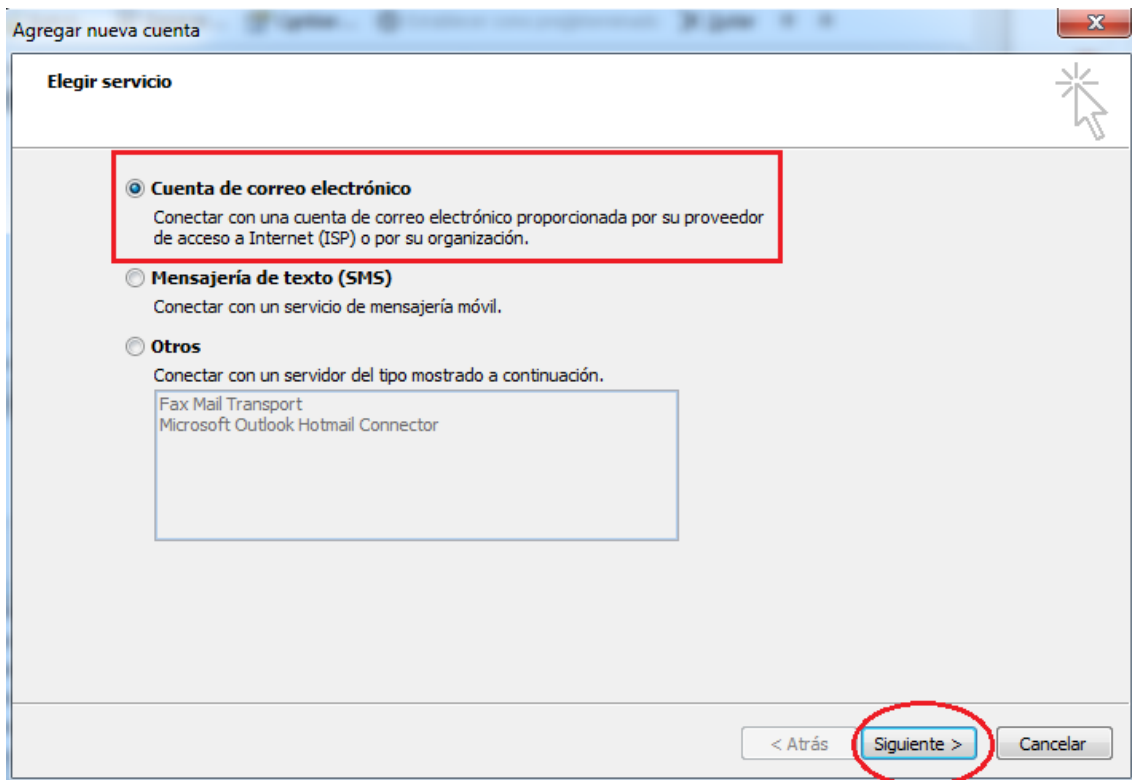 Agregar nueva cuenta
X
Elegir servicio
Cuenta de correo electrónico
Conectar con una cuenta de correo electrónico proporcionada por su proveedor
de acceso a Internet (ISP) o por su organización.
Mensajería de texto (SMS)
Conectar con un servicio de mensajería móvil.
Otros
Conectar con un servidor del tipo mostrado a continuación.
Fax Mail Transport
Microsoft Outlook Hotmail Connector
< Atrás Siguiente > Cancelar